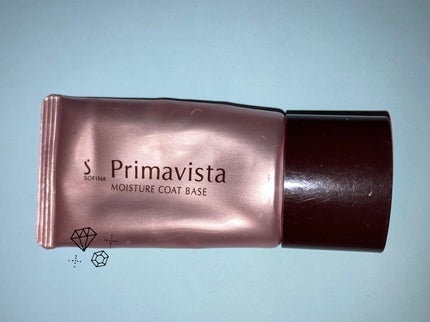 S
SOFINA
Primavista
MOISTURE COAT BASE